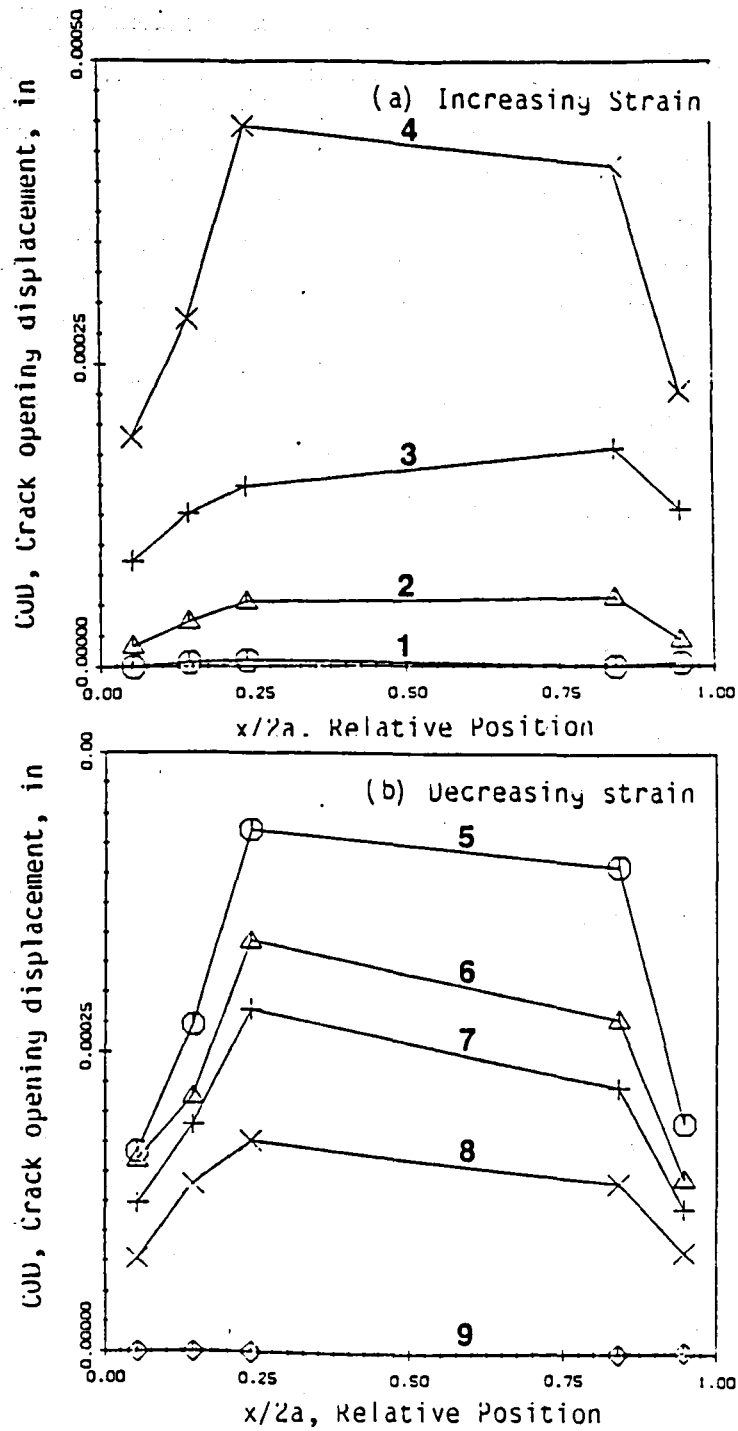 0.00050
(a) Increasing Strain
COD, Crack opening displacement, in
4
0.00025
3
2
1
0.00000
0.00 0.25 0.50 0.75 1.00
x/2a. Relative Position
0.00
(b) Decreasing strain
COD, Crack opening displacement, in
5
6
0.00025
7
8
9
0.00000
0.00 0.25 0.50 0.75 1.00
x/2a, Relative Position